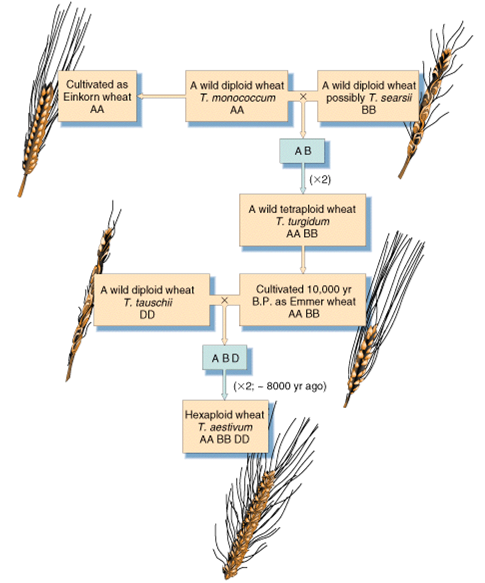 Cultivated as
Einkorn wheat
AA
A wild diploid wheat
T. monococcum
AA
×
A wild diploid wheat
possibly T. searsii
BB
AB
(×2)
A wild tetraploid wheat
T. turgidum
AA BB
A wild diploid wheat
T. tauschii
DD
×
Cultivated 10,000 yr
B.P. as Emmer wheat
AA BB
ABD
(×2; ~ 8000 yr ago)
Hexaploid wheat
T. aestivum
AA BB DD